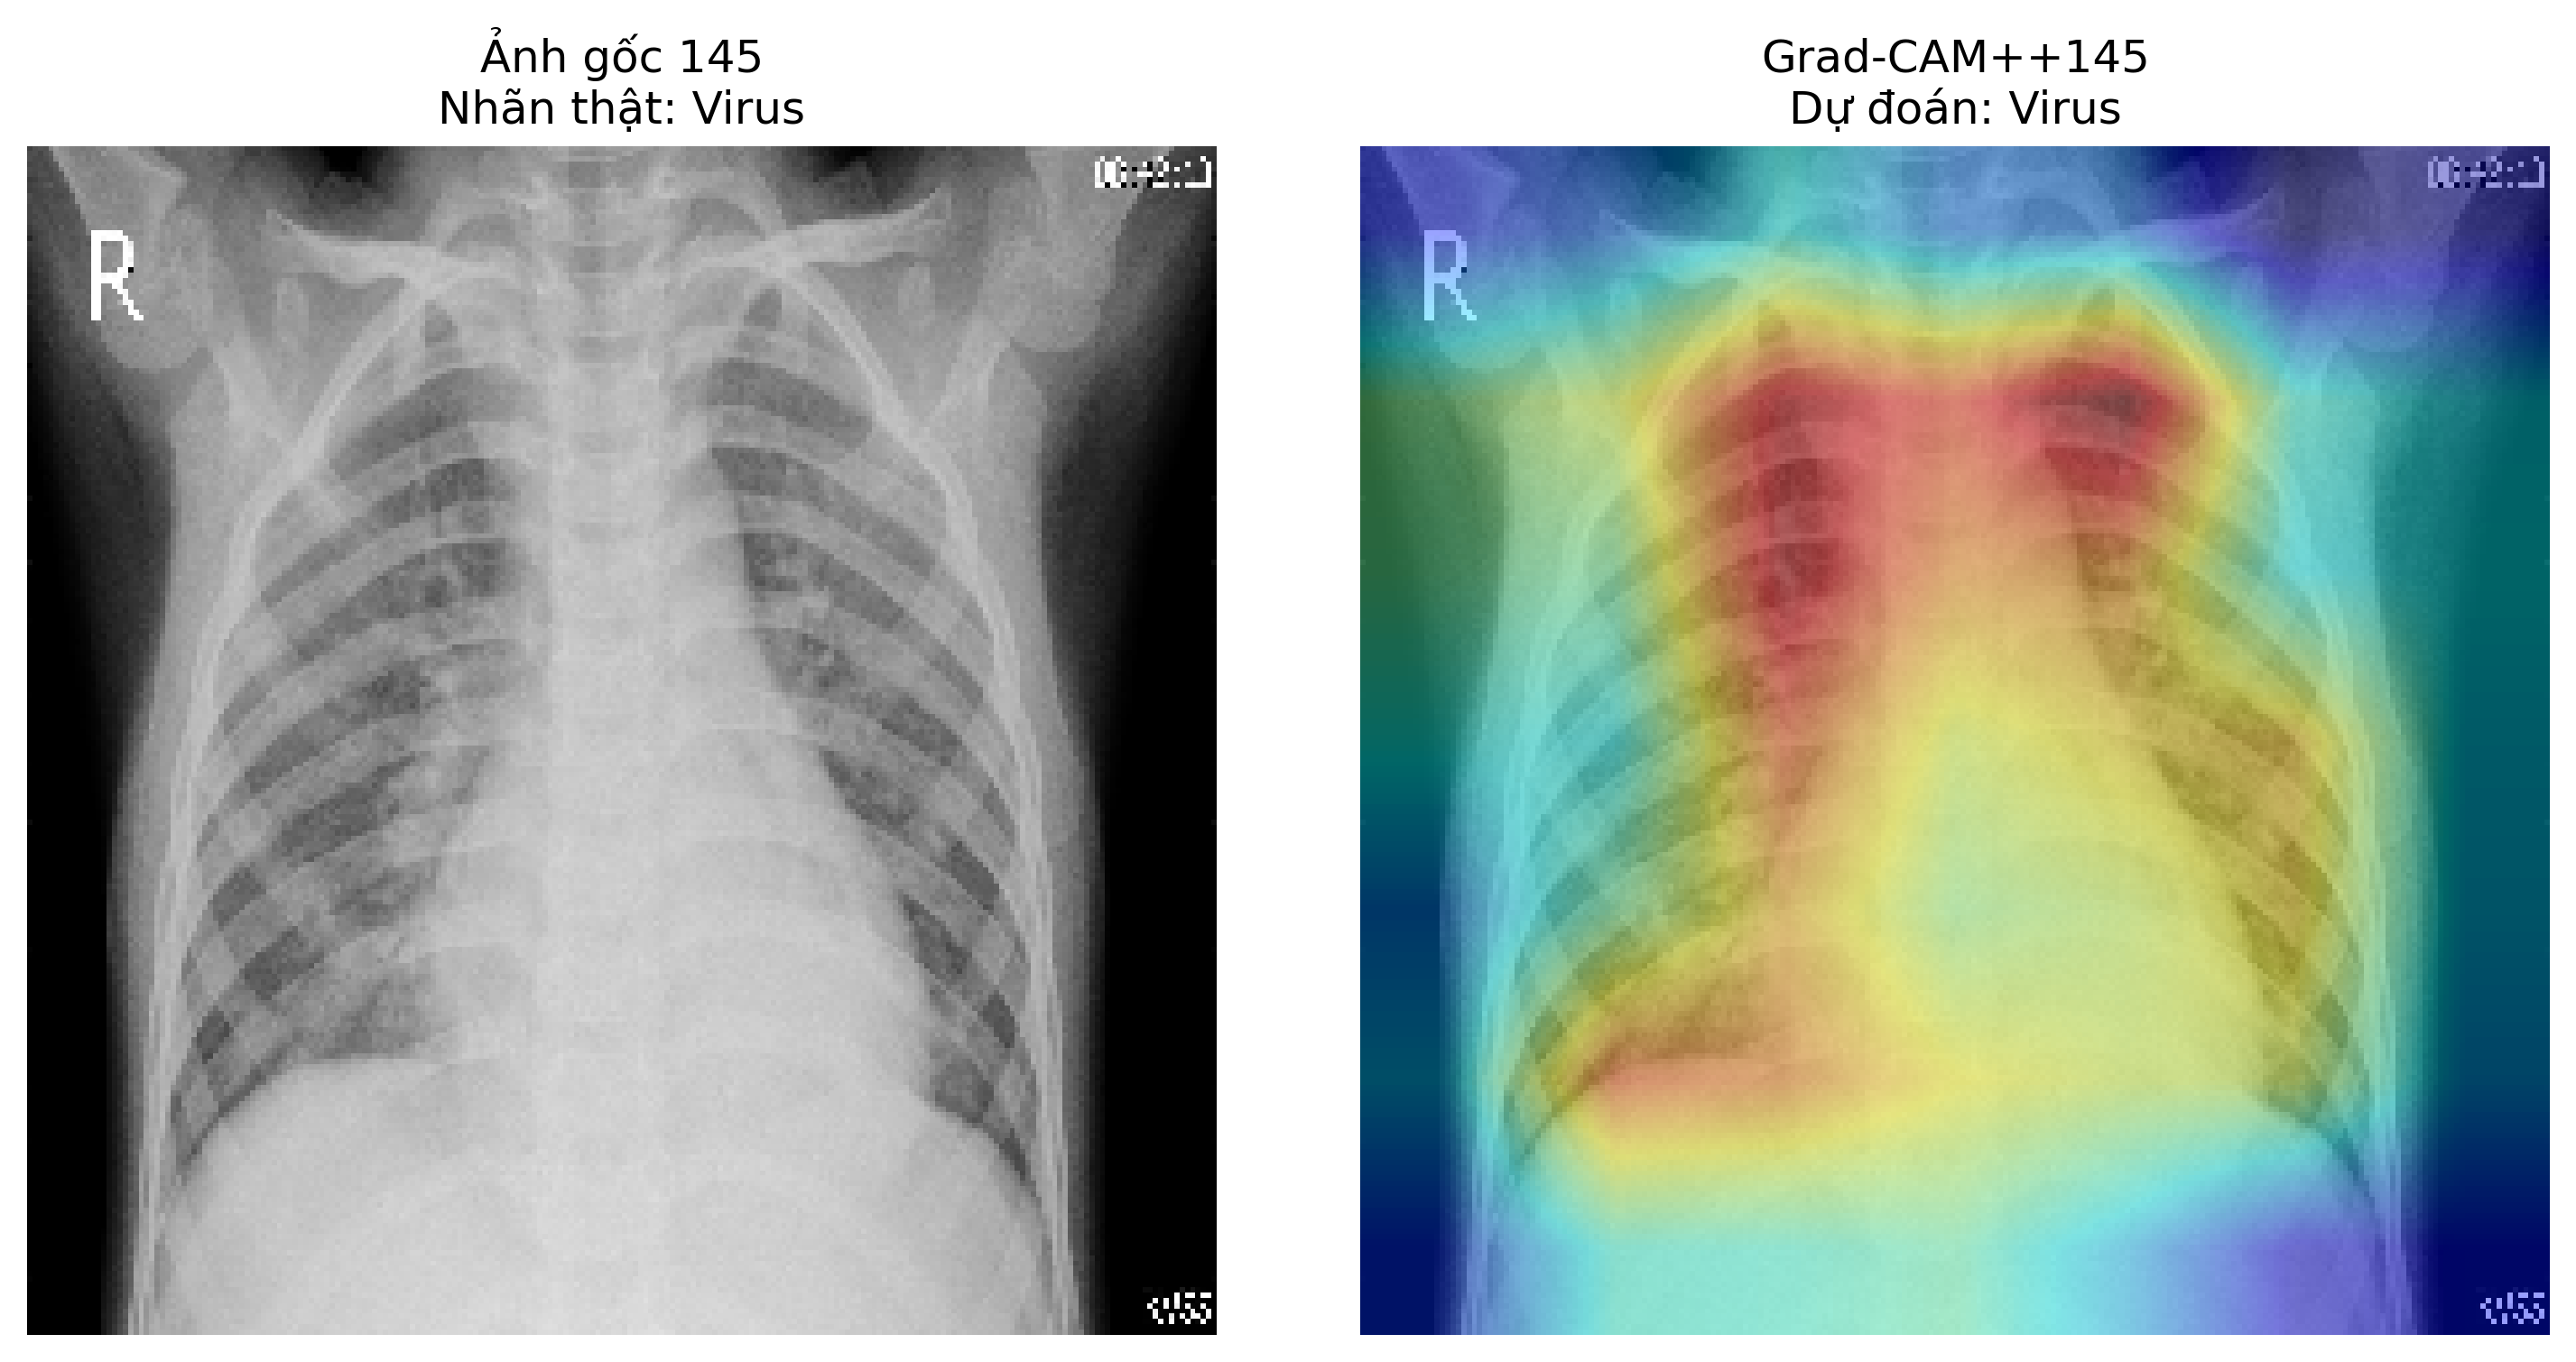 Ảnh gốc 145
Nhãn thật: Virus
R
Grad-CAM++145
Dự đoán: Virus
R